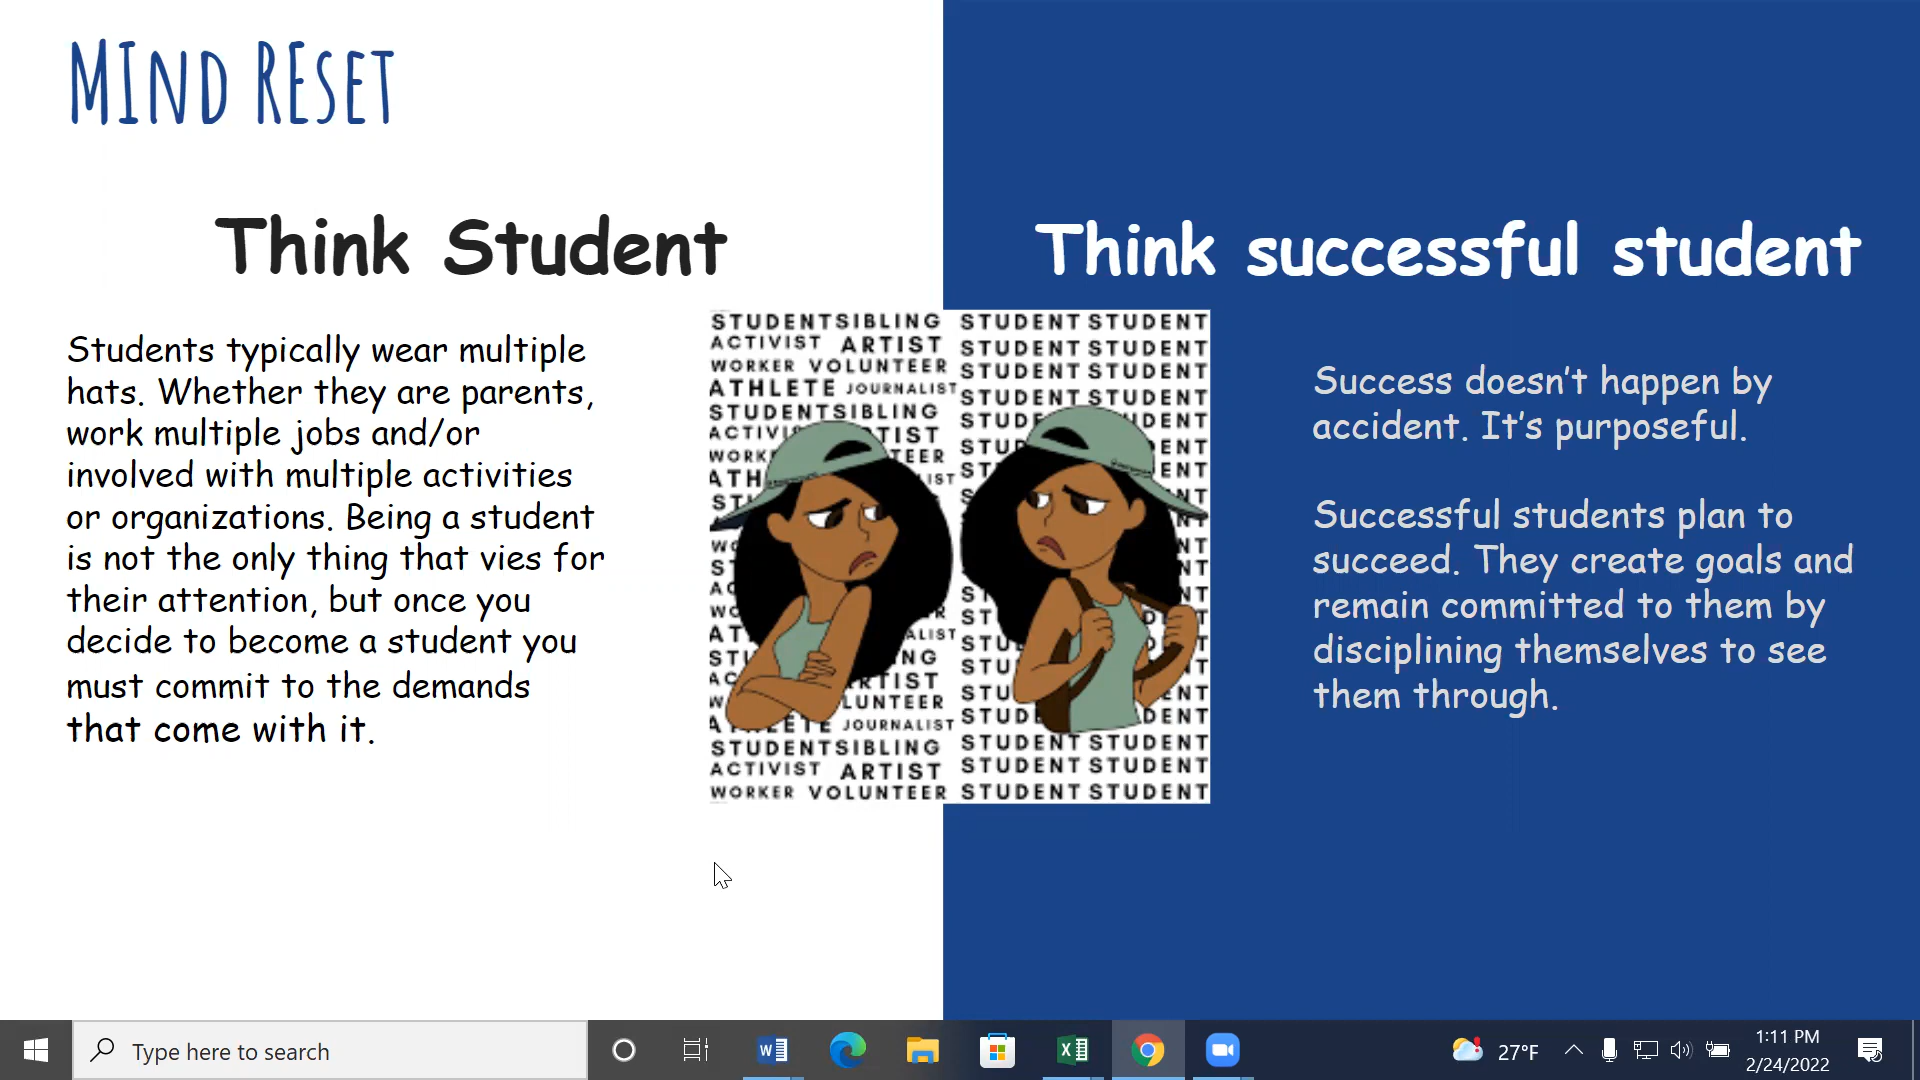 MInd REset
Think Student
Students typically wear multiple
hats. Whether they are parents,
work multiple jobs and/or
involved with multiple activities
or organizations. Being a student
is not the only thing that vies for
their attention, but once you
decide to become a student you
must commit to the demands
that come with it.
STUDENTSIBLING
ACTIVIST ARTIST
WORKER VOLUNTEER
ATHLETE JOURNALIST
STUDENTSIBLING
JOURNALIST
STUDENTSIBLING
ACTIVIST ARTIST
WORKER VOLUNTEER
STUDENT STUDENT
STUDENT STUDENT
STUDENT STUDENT
STUDENT STUDENT
STUDENT STUDENT
STUDENT STUDENT
STUDENT STUDENT
Think successful student
Success doesn't happen by
accident. It's purposeful.
Successful students plan to
succeed. They create goals and
remain committed to them by
disciplining themselves to see
them through.
Type here to search
27°F
1:11 PM
2/24/2022